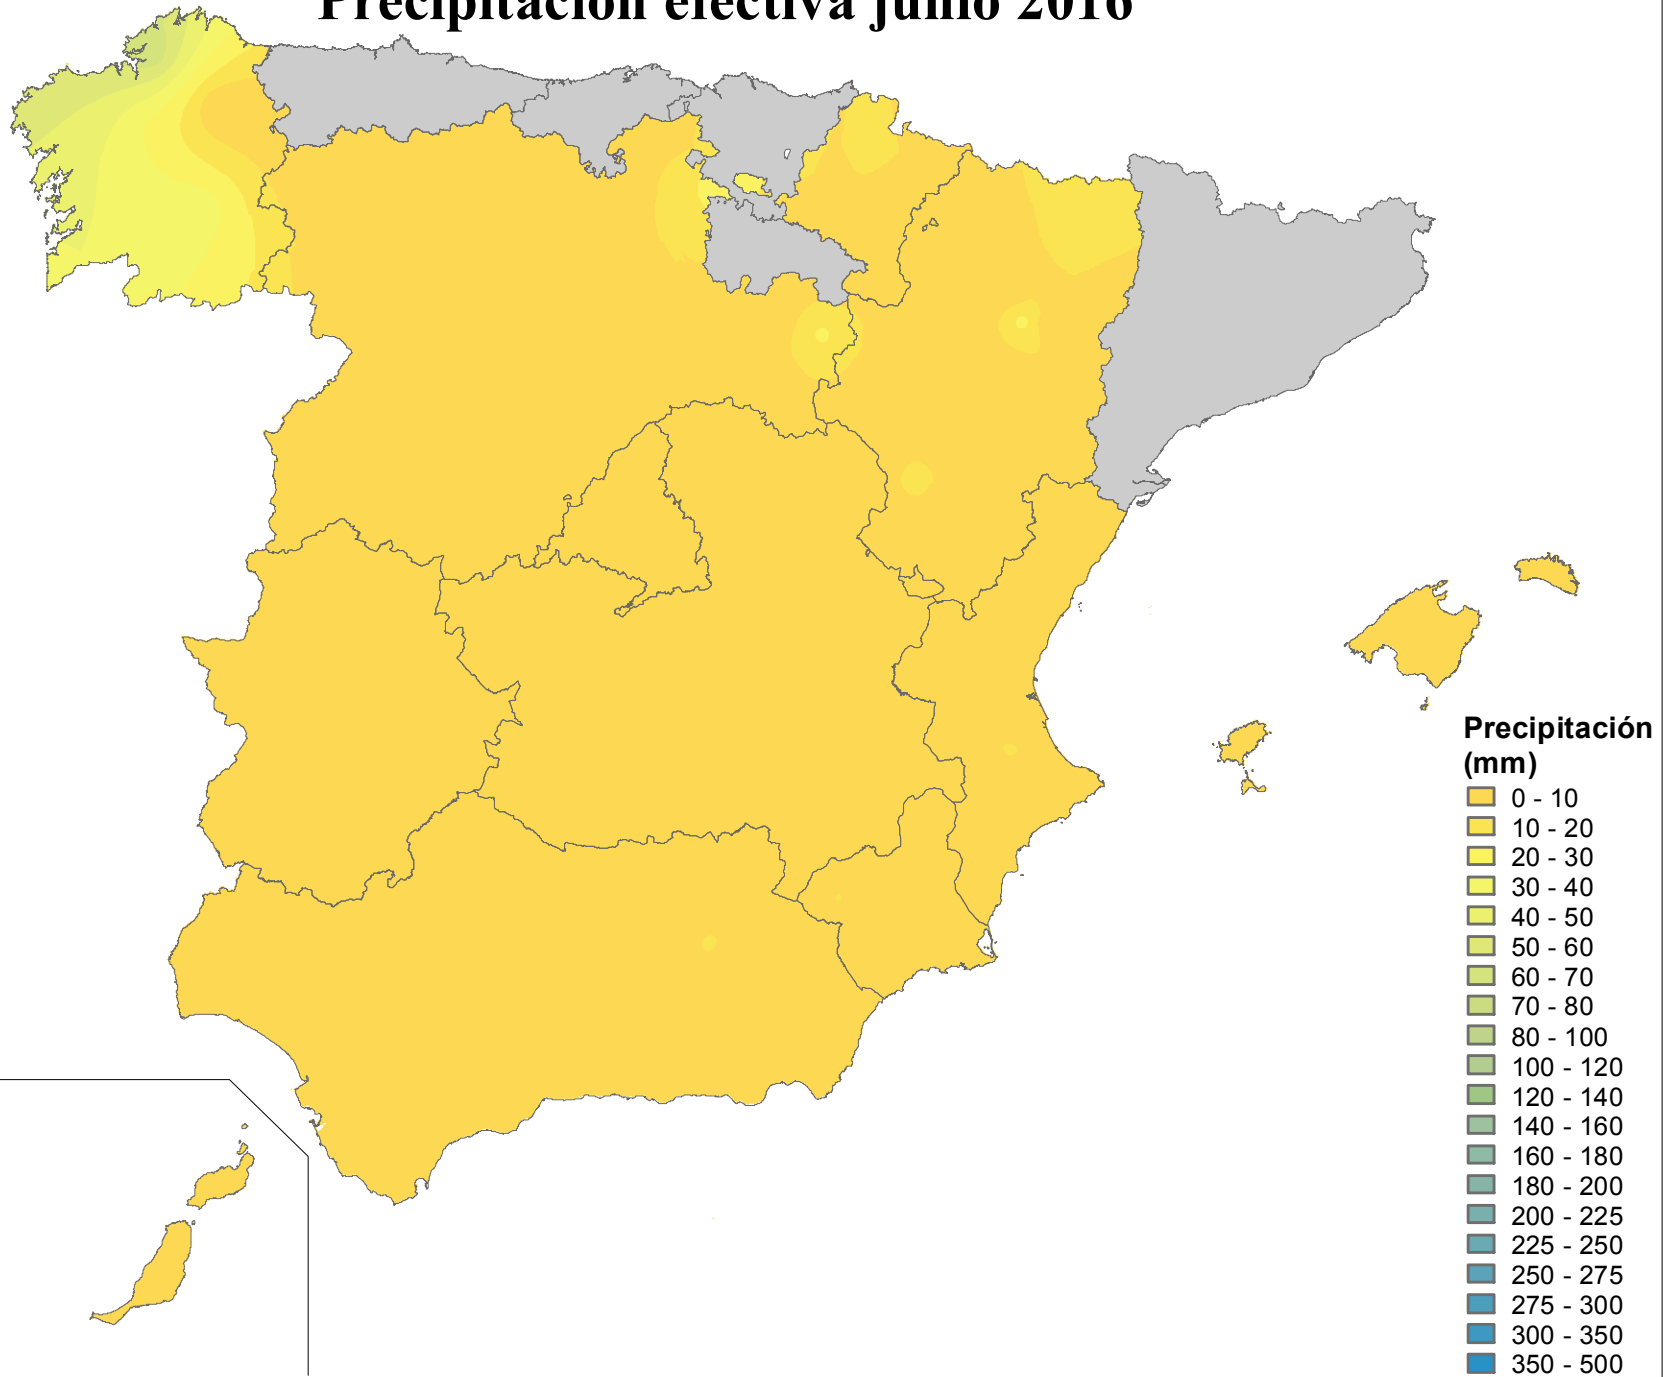 Precipitación efectiva junio 2016
Precipitación
(mm)
0 - 10
10 - 20
20 - 30
30 - 40
40 - 50
50 - 60
60 - 70
70 - 80
80 - 100
100 - 120
120 - 140
140 - 160
160 - 180
180 - 200
200 - 225
225 - 250
250 - 275
275 - 300
300 - 350
350 - 500